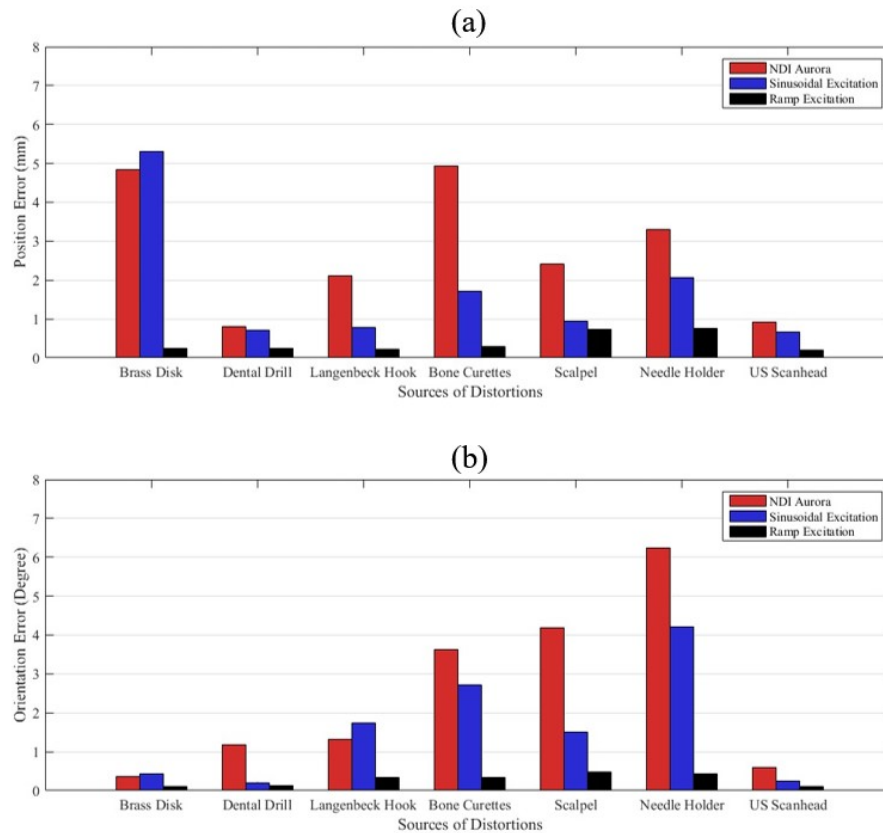 (a)
8
7
6
5
4
3
2
1
0
Position Error (mm)
NDI Aurora
Sinusoidal Excitation
Ramp Excitation
Brass Disk Dental Drill Langenbeck Hook Bone Curettes Scalpel Needle Holder US Scanhead
Sources of Distortions
(b)
8
7
6
5
4
3
2
1
0
Orientation Error (Degree)
NDI Aurora
Sinusoidal Excitation
Ramp Excitation
Brass Disk Dental Drill Langenbeck Hook Bone Curettes Scalpel Needle Holder US Scanhead
Sources of Distortions